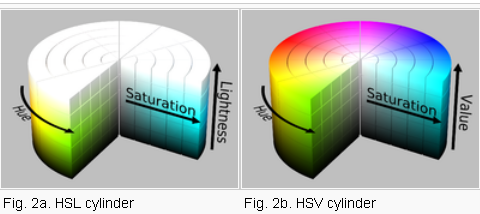 Hue
Saturation
Lightness
Hue
Saturation
Value
Fig. 2a. HSL cylinder
Fig. 2b. HSV cylinder